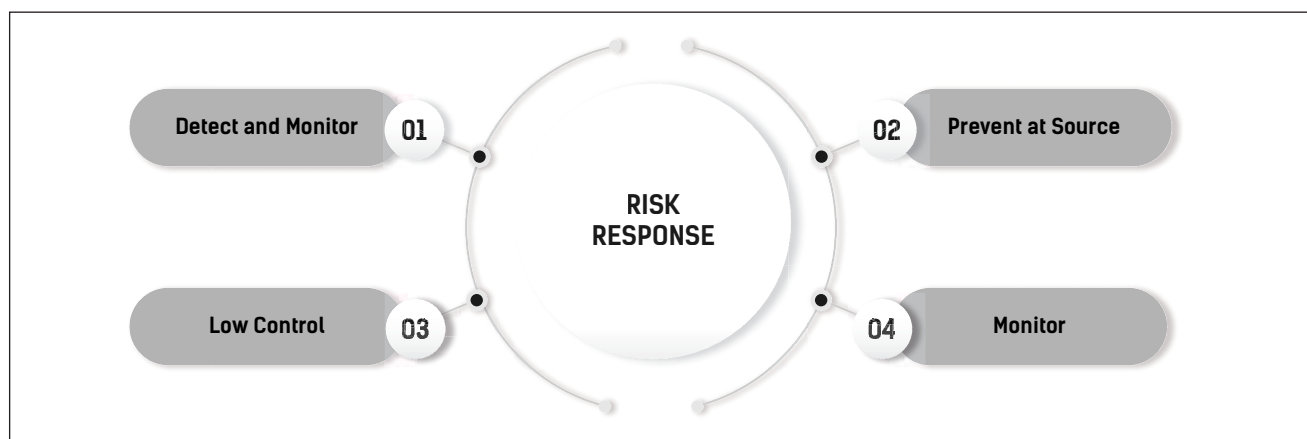 Detect and Monitor
01
02
Prevent at Source
RISK
RESPONSE
Low Control
03
04
Monitor